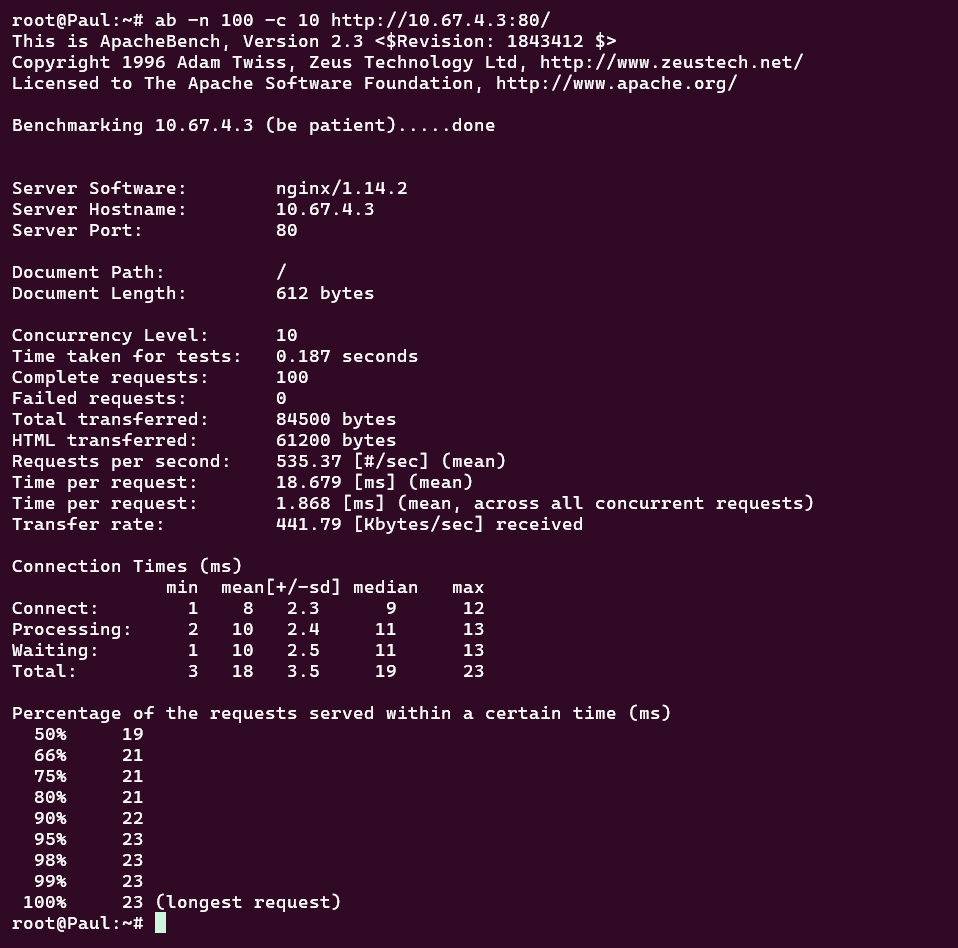 root@Paul:~# ab -n 100 -c 10 http://10.67.4.3:80/
This is ApacheBench, Version 2.3 <$Revision: 1843412 $>
Copyright 1996 Adam Twiss, Zeus Technology Ltd, http://www.zeustech.net/
Licensed to The Apache Software Foundation, http://www.apache.org/

Benchmarking 10.67.4.3 (be patient).....done


Server Software:        nginx/1.14.2
Server Hostname:        10.67.4.3
Server Port:            80

Document Path:          /
Document Length:        612 bytes

Concurrency Level:      10
Time taken for tests:   0.187 seconds
Complete requests:      100
Failed requests:        0
Total transferred:      84500 bytes
HTML transferred:       61200 bytes
Requests per second:    535.37 [#/sec] (mean)
Time per request:       18.679 [ms] (mean)
Time per request:       1.868 [ms] (mean, across all concurrent requests)
Transfer rate:          441.79 [Kbytes/sec] received

Connection Times (ms)
              min  mean[+/-sd] median   max
Connect:        1    8   2.3      9      12
Processing:     2   10   2.4     11      13
Waiting:        1   10   2.5     11      13
Total:          3   18   3.5     19      23

Percentage of the requests served within a certain time (ms)
  50%     19
  66%     21
  75%     21
  80%     21
  90%     22
  95%     23
  98%     23
  99%     23
 100%     23 (longest request)
root@Paul:~#